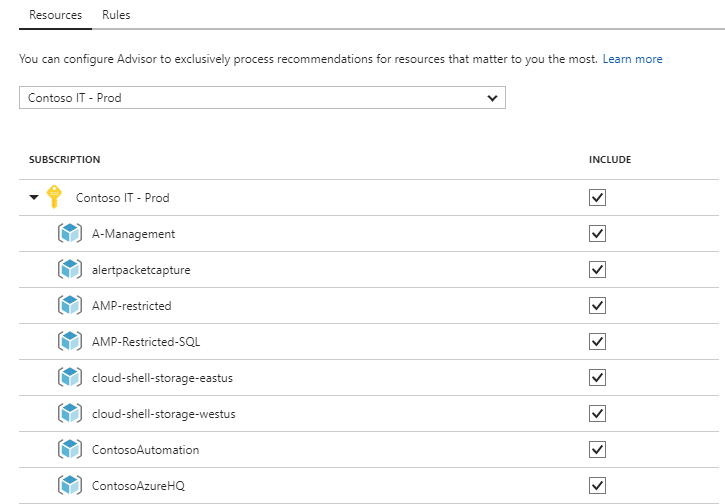 Resources Rules
You can configure Advisor to exclusively process recommendations for resources that matter to you the most. Learn more
Contoso IT - Prod
SUBSCRIPTION INCLUDE
Contoso IT - Prod
A-Management
alertpacketcapture
AMP-restricted
AMP-Restricted-SQL
cloud-shell-storage-eastus
cloud-shell-storage-westus
ContosoAutomation
ContosoAzureHQ